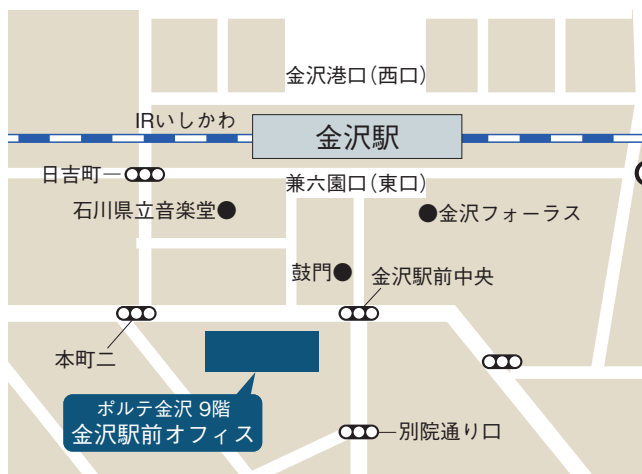 金沢港口(西口)
IRいしかわ
金沢駅
日吉町
兼六園口(東口)
石川県立音楽堂
金沢フォーラス
鼓門
金沢駅前中央
本町二
ポルテ金沢 9階
金沢駅前オフィス
別院通り口